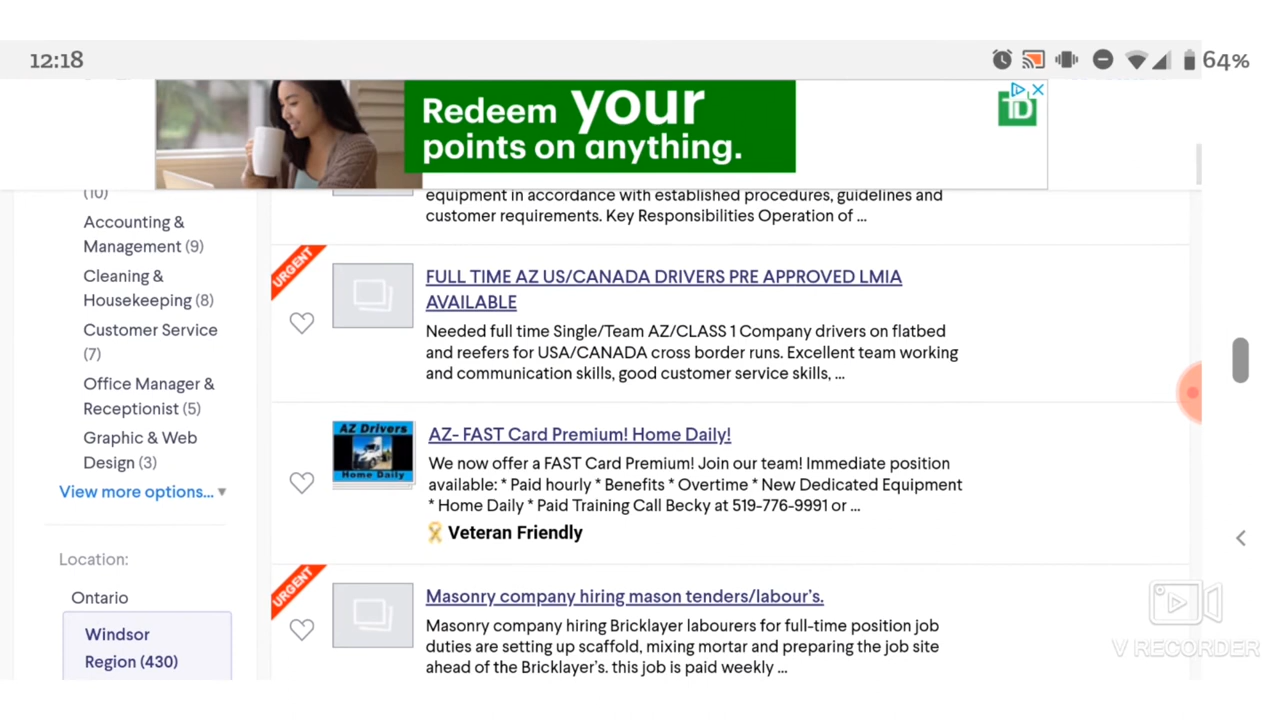 12:18
64%
Redeem your
points on anything.
TD
(10)
Accounting &
Management (9)
Cleaning &
Housekeeping (8)
Customer Service
(7)
Office Manager &
Receptionist (5)
Graphic & Web
Design (3)
View more options...
Location:
Ontario
Windsor
Region (430)
equipment in accordance with established procedures, guidelines and
customer requirements. Key Responsibilities Operation of ...
URGENT
FULL TIME AZ US/CANADA DRIVERS PRE APPROVED LMIA
AVAILABLE
Needed full time Single/Team AZ/CLASS 1 Company drivers on flatbed
and reefers for USA/CANADA cross border runs. Excellent team working
and communication skills, good customer service skills, ...
AZ Drivers
Home Daily
AZ- FAST Card Premium! Home Daily!
We now offer a FAST Card Premium! Join our team! Immediate position
available: * Paid hourly * Benefits * Overtime * New Dedicated Equipment
* Home Daily * Paid Training Call Becky at 519-776-9991 or ...
Veteran Friendly
URGENT
Masonry company hiring mason tenders/labour's.
Masonry company hiring Bricklayer labourers for full-time position job
duties are setting up scaffold, mixing mortar and preparing the job site
ahead of the Bricklayer's. this job is paid weekly ...
V RECORDER